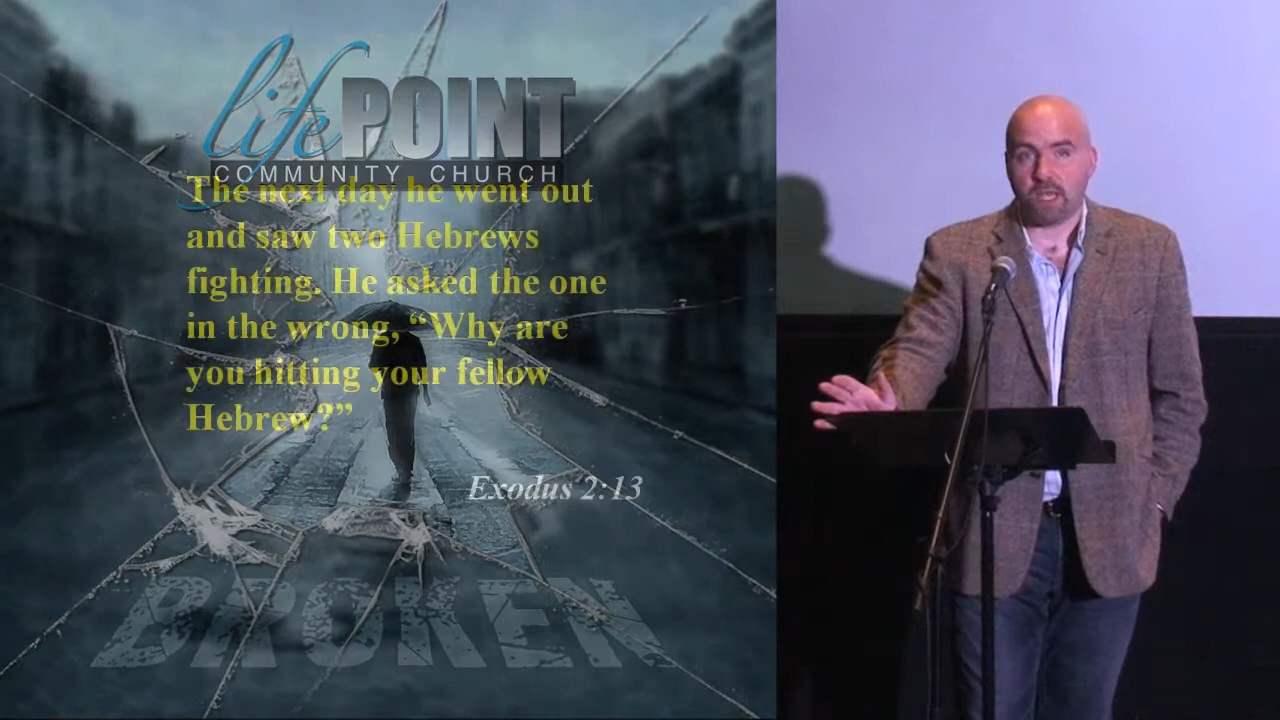 life POINT
COMMUNITY CHURCH
The next day he went out
and saw two Hebrews
fighting. He asked the one
in the wrong, “Why are
you hitting your fellow
Hebrew?”
Exodus 2:13
BROKEN